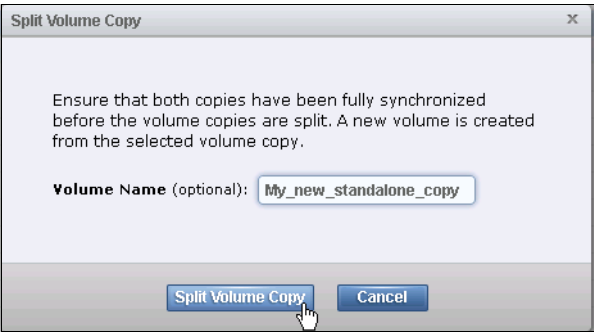 Split Volume Copy x
Ensure that both copies have been fully synchronized
before the volume copies are split. A new volume is created
from the selected volume copy.
Volume Name (optional): My_new_standalone_copy
Split Volume Copy Cancel